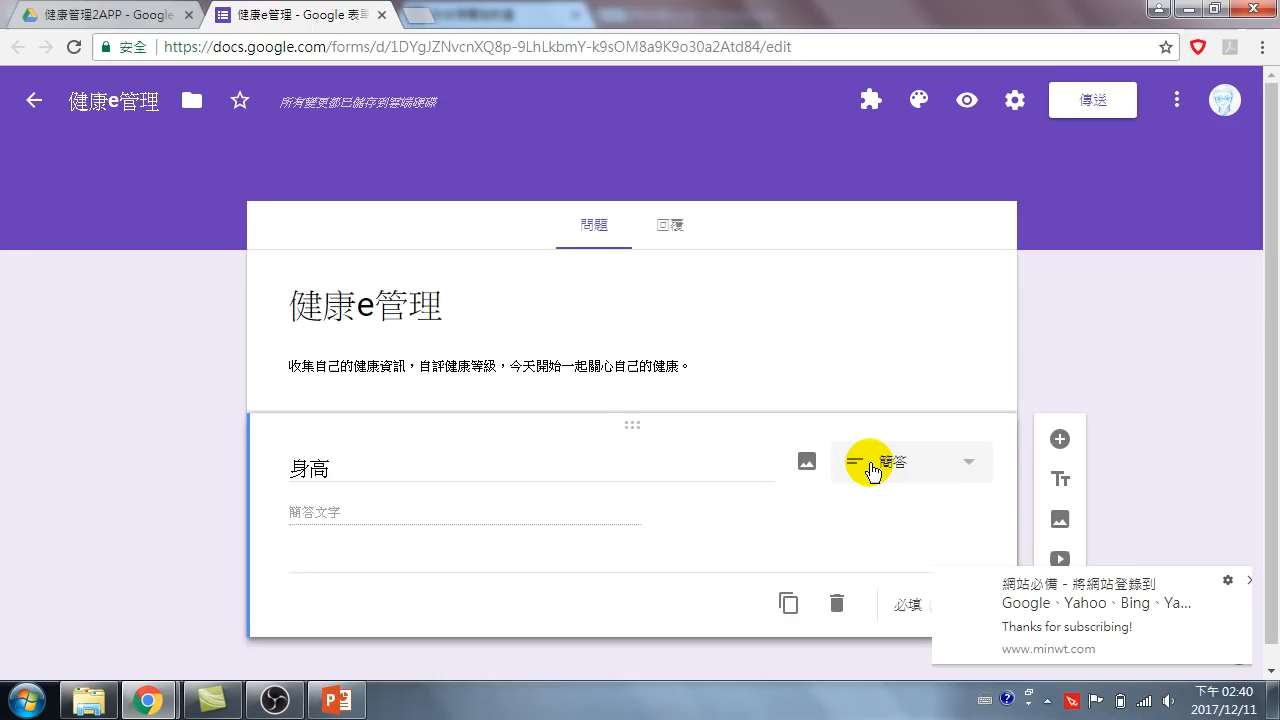 健康管理2APP - Google
健康e管理 - Google 表單
安全
https://docs.google.com/forms/d/1DYgJZNvcnXQSp-9LhLkbmY-k9sOM8a9K9o30a2Atd84/edit
健康e管理
所有變更都已儲存到雲端硬碟
傳送
問題
回覆
健康e管理
收集自己的健康資訊，自評健康等級，今天開始一起關心自己的健康。
身高
簡答
簡答文字
必填
網站必備 - 將網站登錄到
Google、Yahoo、Bing、Ya...
Thanks for subscribing!
www.minwt.com
下午 02:40
2017/12/11